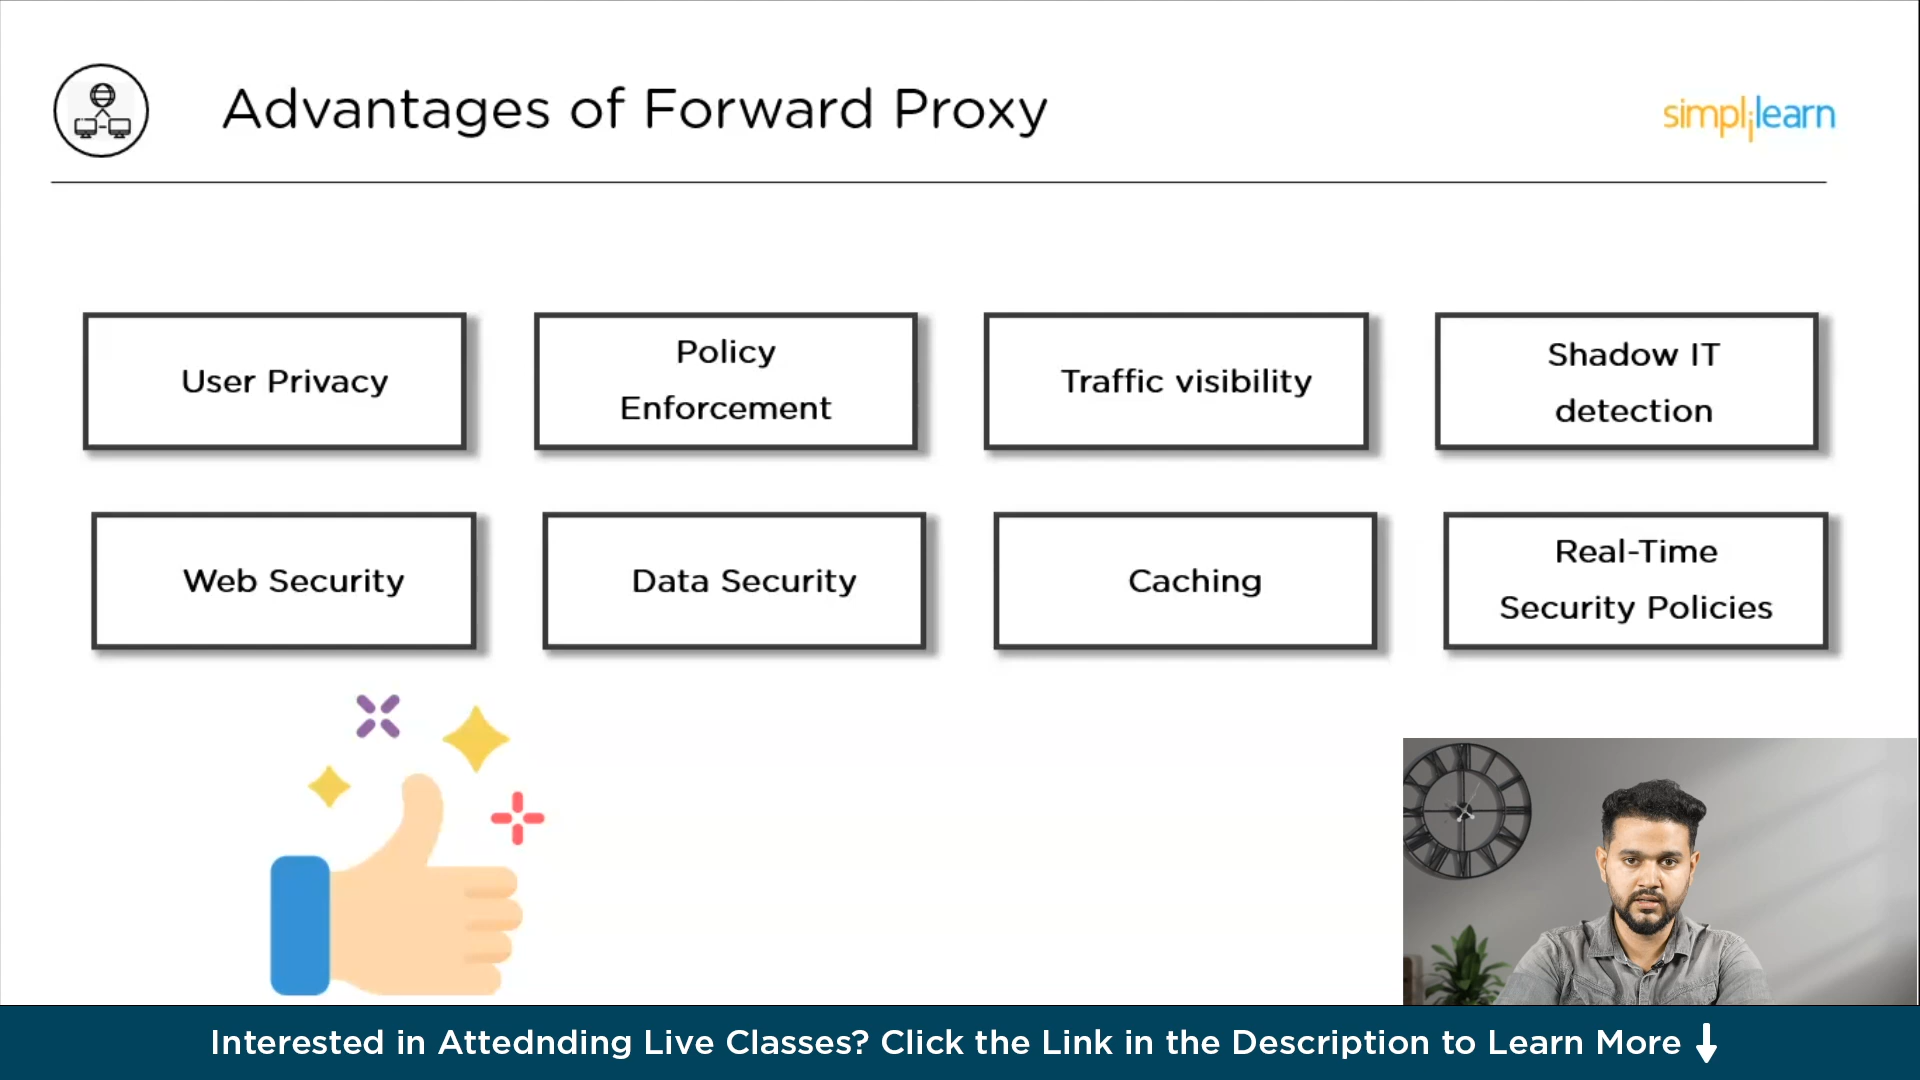 Advantages of Forward Proxy
simplilearn
User Privacy
Policy
Enforcement
Traffic visibility
Shadow IT
detection
Web Security
Data Security
Caching
Real-Time
Security Policies
Interested in Attednding Live Classes? Click the Link in the Description to Learn More